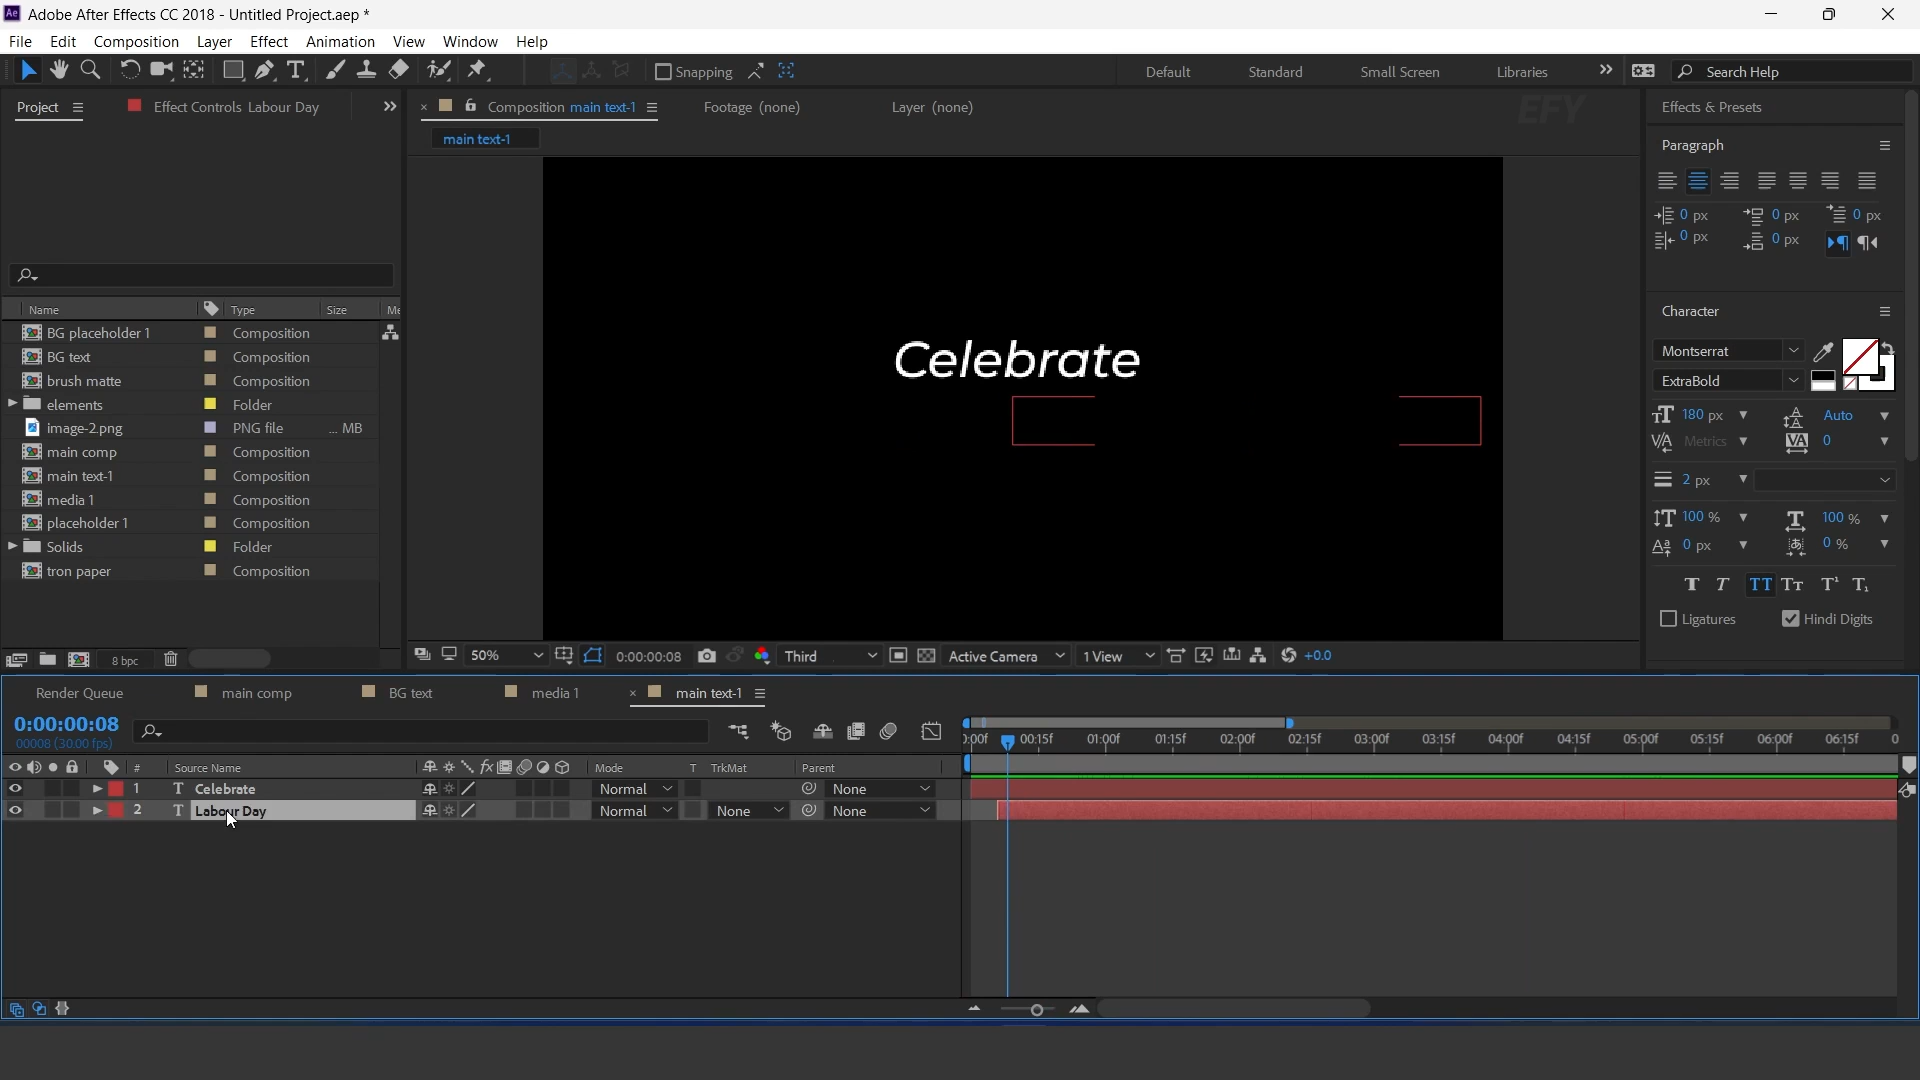 Adobe After Effects CC 2018 - Untitled Project.aep *
File Edit Composition Layer Effect Animation View Window Help
Snapping Default Standard Small Screen Libraries Search Help
Project Effect Controls Labour Day Composition main text-1 Footage (none) Layer (none) EFY Effects & Presets
main text-1
Paragraph
0 px 0 px 0 px
0 px 0 px
Name Type Size Me
BG placeholder 1 Composition
BG text Composition
brush matte Composition
elements Folder
image-2.png PNG file ... MB
main comp Composition
main text-1 Composition
media 1 Composition
placeholder 1 Composition
Solids Folder
tron paper Composition
8 bpc
Celebrate
50% 0:00:00:08 Third Active Camera 1 View +0.0
Character
Montserrat
ExtraBold
180 px Auto
Metrics 0
2 px
100 % 100 %
0 px 0 %
T T TT Tt T¹ T₁
Ligatures Hindi Digits
Render Queue main comp BG text media 1 main text-1
0:00:00:08
00008 (30.00 fps)
:00f 00:15f 01:00f 01:15f 02:00f 02:15f 03:00f 03:15f 04:00f 04:15f 05:00f 05:15f 06:00f 06:15f 0
# Source Name fx Mode T TrkMat Parent
1 T Celebrate Normal None
2 T Labour Day Normal None None